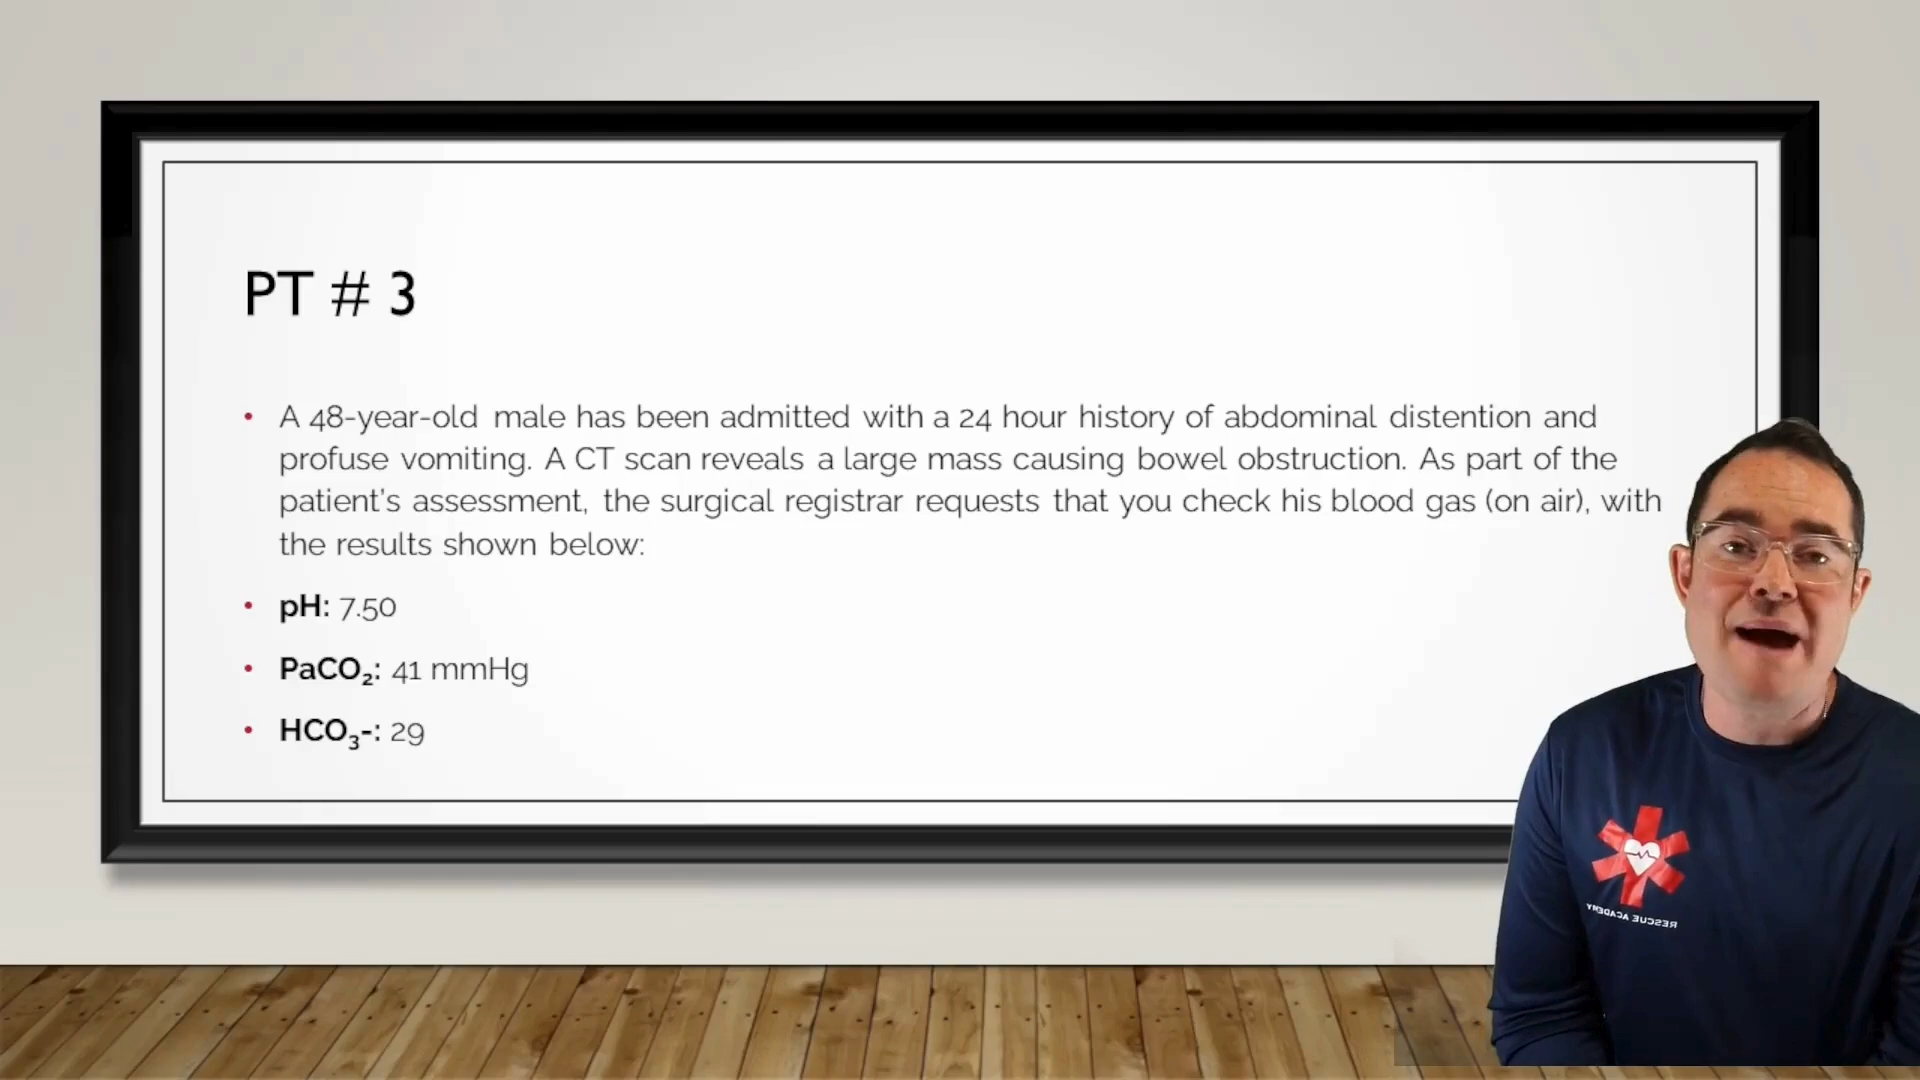 PT # 3
• A 48-year-old male has been admitted with a 24 hour history of abdominal distention and
profuse vomiting. A CT scan reveals a large mass causing bowel obstruction. As part of the
patient's assessment, the surgical registrar requests that you check his blood gas (on air), with
the results shown below:
• pH: 7.50
• PaCO₂: 41 mmHg
• HCO₃-: 29
RESCUE ACADEMY